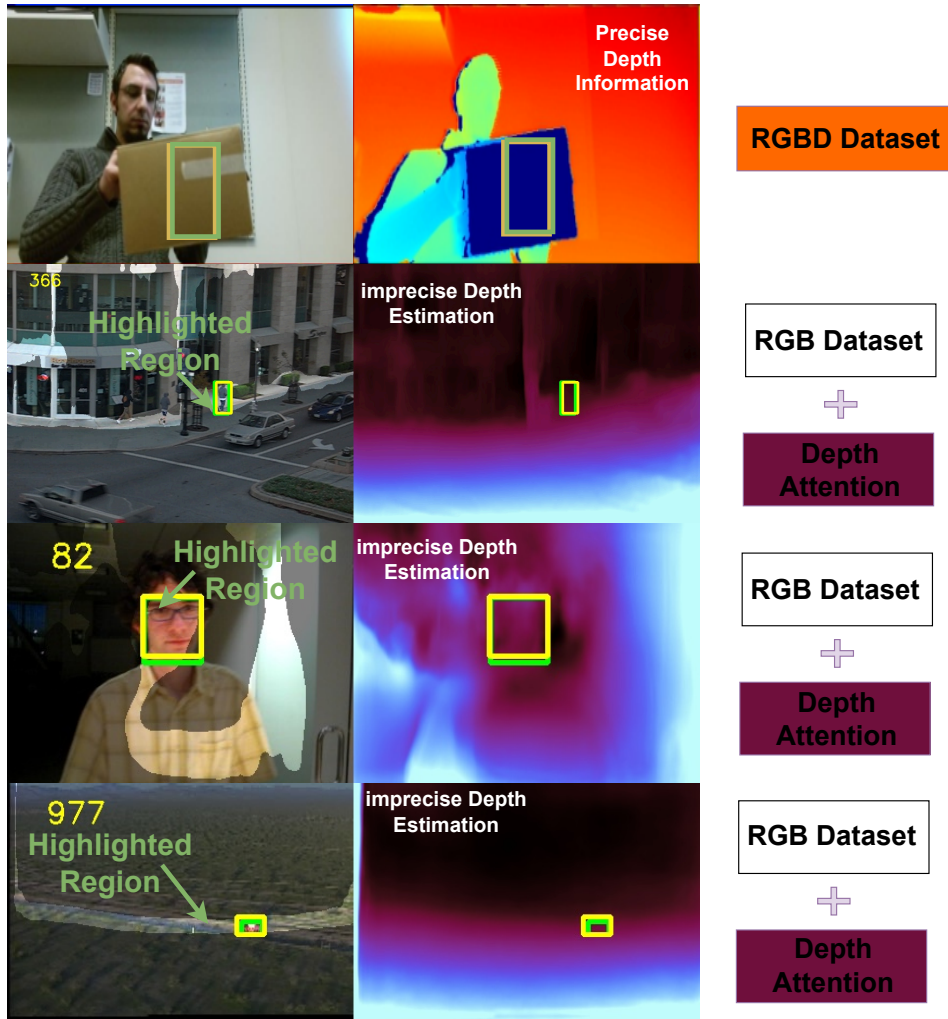 Precise
Depth
Information
RGBD Dataset
366
Highlighted
Region
imprecise Depth
Estimation
RGB Dataset
Depth
Attention
82
Highlighted
Region
imprecise Depth
Estimation
RGB Dataset
Depth
Attention
977
Highlighted
Region
imprecise Depth
Estimation
RGB Dataset
Depth
Attention